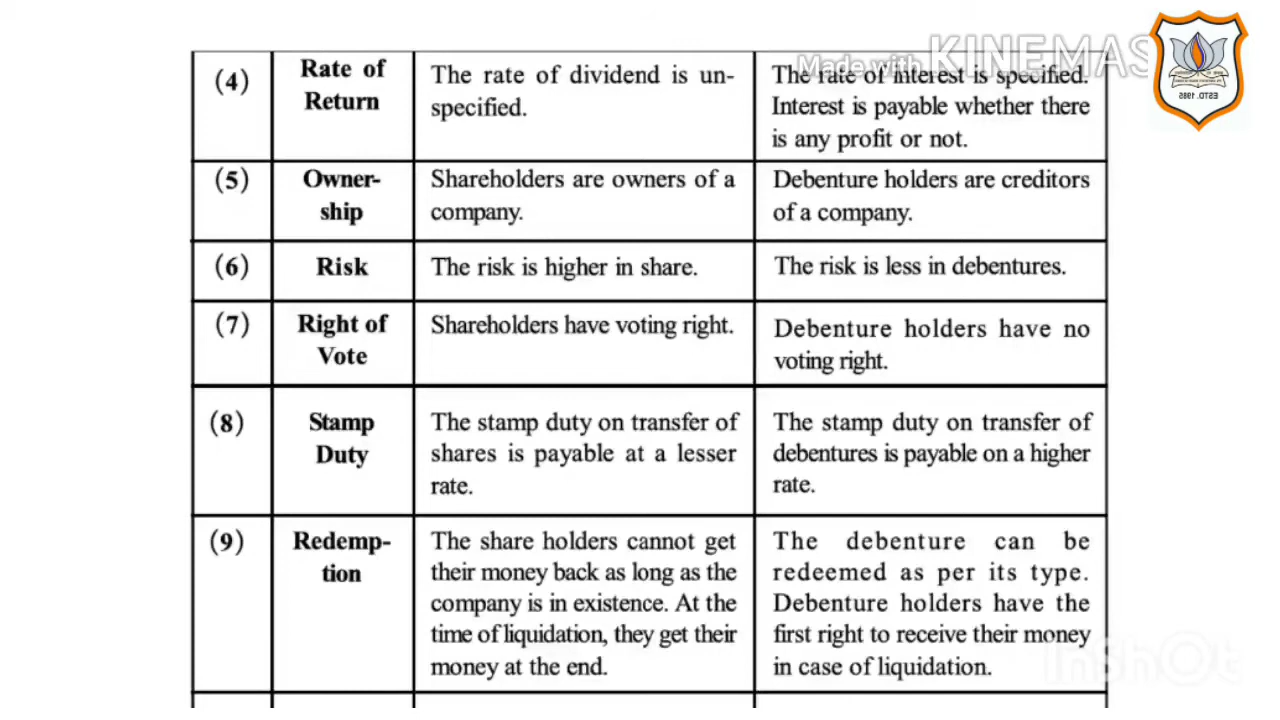 Made with KINEMAS
ESTD. 1985
(4) Rate of Return
The rate of dividend is un-
specified.
The rate of interest is specified.
Interest is payable whether there
is any profit or not.
(5) Owner-
ship
Shareholders are owners of a
company.
Debenture holders are creditors
of a company.
(6) Risk
The risk is higher in share.
The risk is less in debentures.
(7) Right of
Vote
Shareholders have voting right.
Debenture holders have no
voting right.
(8) Stamp
Duty
The stamp duty on transfer of
shares is payable at a lesser
rate.
The stamp duty on transfer of
debentures is payable on a higher
rate.
(9) Redemp-
tion
The share holders cannot get
their money back as long as the
company is in existence. At the
time of liquidation, they get their
money at the end.
The debenture can be
redeemed as per its type.
Debenture holders have the
first right to receive their money
in case of liquidation.
InShOt